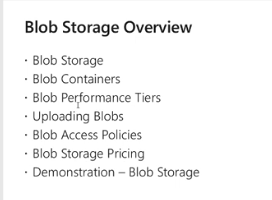 Blob Storage Overview
· Blob Storage
· Blob Containers
· Blob Performance Tiers
· Uploading Blobs
· Blob Access Policies
· Blob Storage Pricing
· Demonstration – Blob Storage